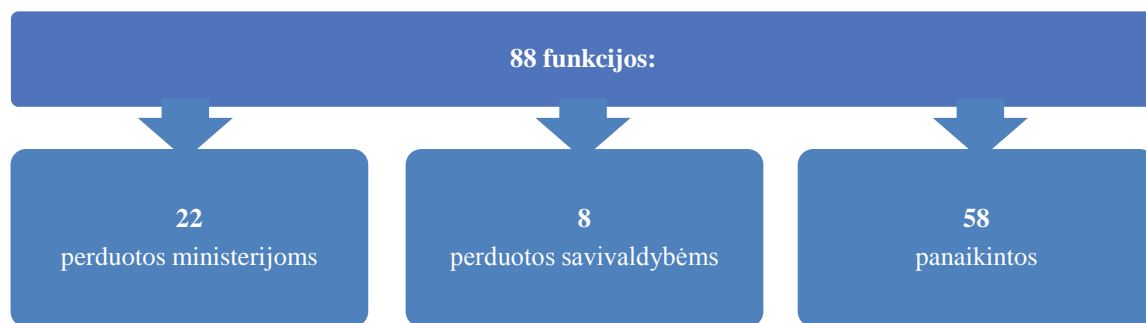 88 funkcijos:
22
perduotos ministerijoms
8
perduotos savivaldybėms
58
panaikintos